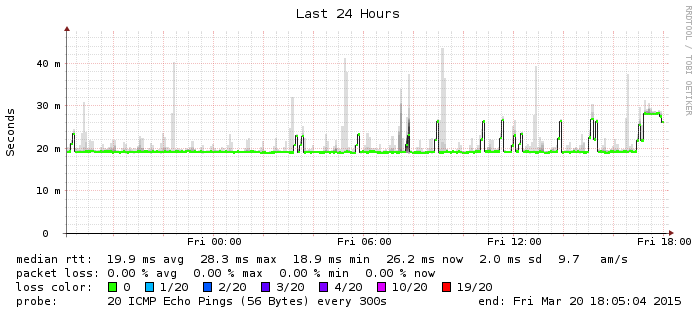 Last 24 Hours
RRDTOOL / TOBI OETIKER
Seconds
40 m
30 m
20 m
10 m
0
Fri 00:00 Fri 06:00 Fri 12:00 Fri 18:00
median rtt: 19.9 ms avg 28.3 ms max 18.9 ms min 26.2 ms now 2.0 ms sd 9.7 am/s
packet loss: 0.00 % avg 0.00 % max 0.00 % min 0.00 % now
loss color: 0 1/20 2/20 3/20 4/20 10/20 19/20
probe: 20 ICMP Echo Pings (56 Bytes) every 300s end: Fri Mar 20 18:05:04 2015